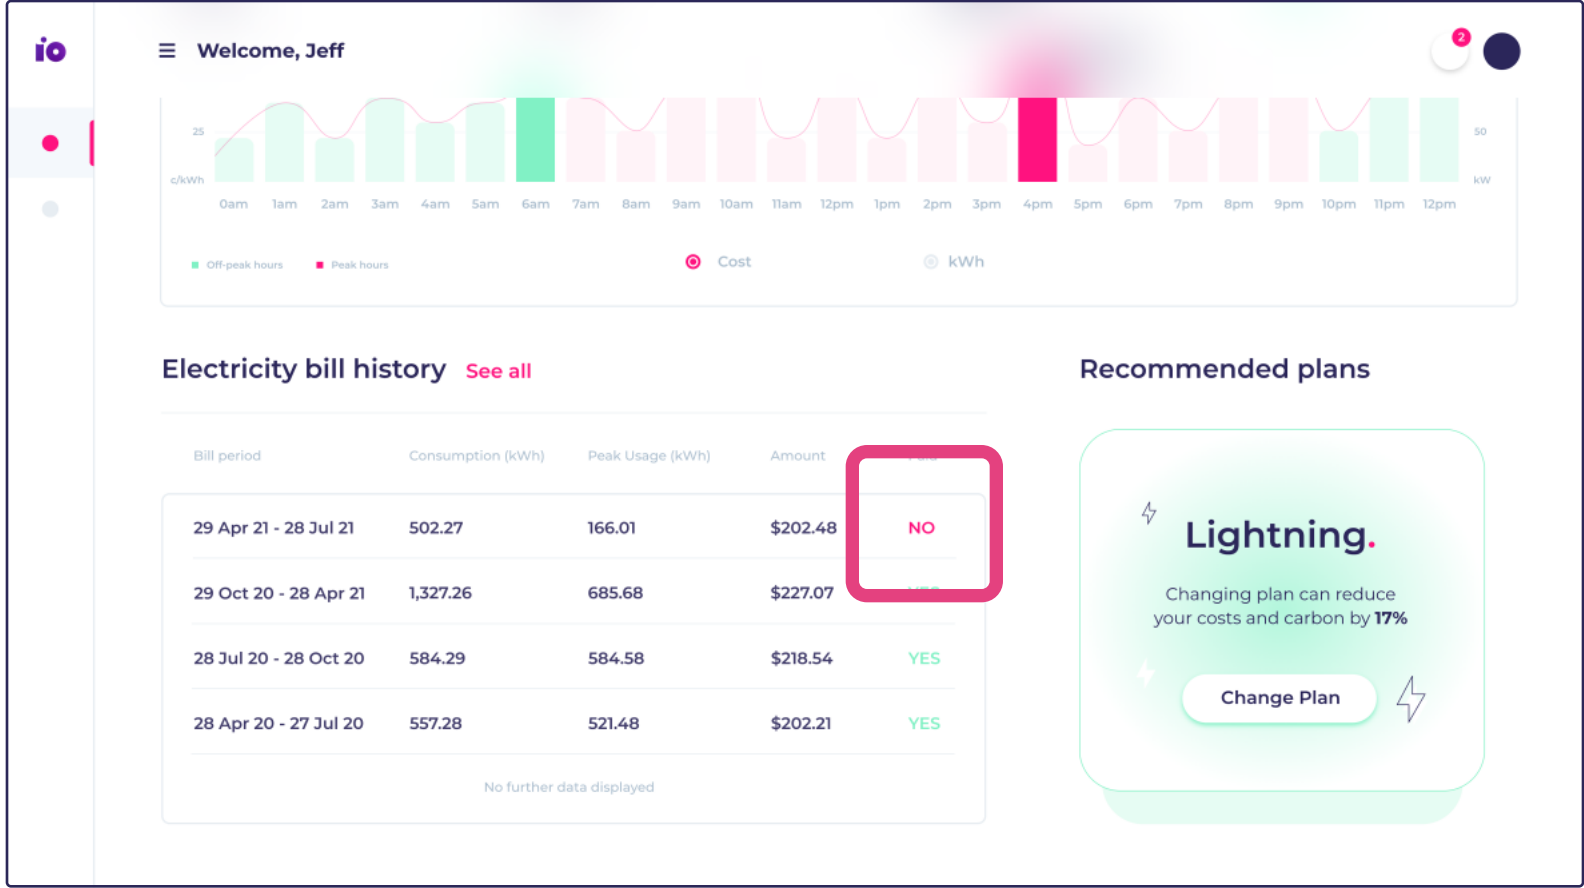 io
Welcome, Jeff
2
25
50
c/kWh
kW
0am 1am 2am 3am 4am 5am 6am 7am 8am 9am 10am 11am 12pm 1pm 2pm 3pm 4pm 5pm 6pm 7pm 8pm 9pm 10pm 11pm 12pm
Off-peak hours Peak hours
Cost kWh
Electricity bill history See all
Bill period Consumption (kWh) Peak Usage (kWh) Amount
29 Apr 21 - 28 Jul 21 502.27 166.01 $202.48 NO
29 Oct 20 - 28 Apr 21 1,327.26 685.68 $227.07
28 Jul 20 - 28 Oct 20 584.29 584.58 $218.54 YES
28 Apr 20 - 27 Jul 20 557.28 521.48 $202.21 YES
No further data displayed
Recommended plans
Lightning.
Changing plan can reduce
your costs and carbon by 17%
Change Plan